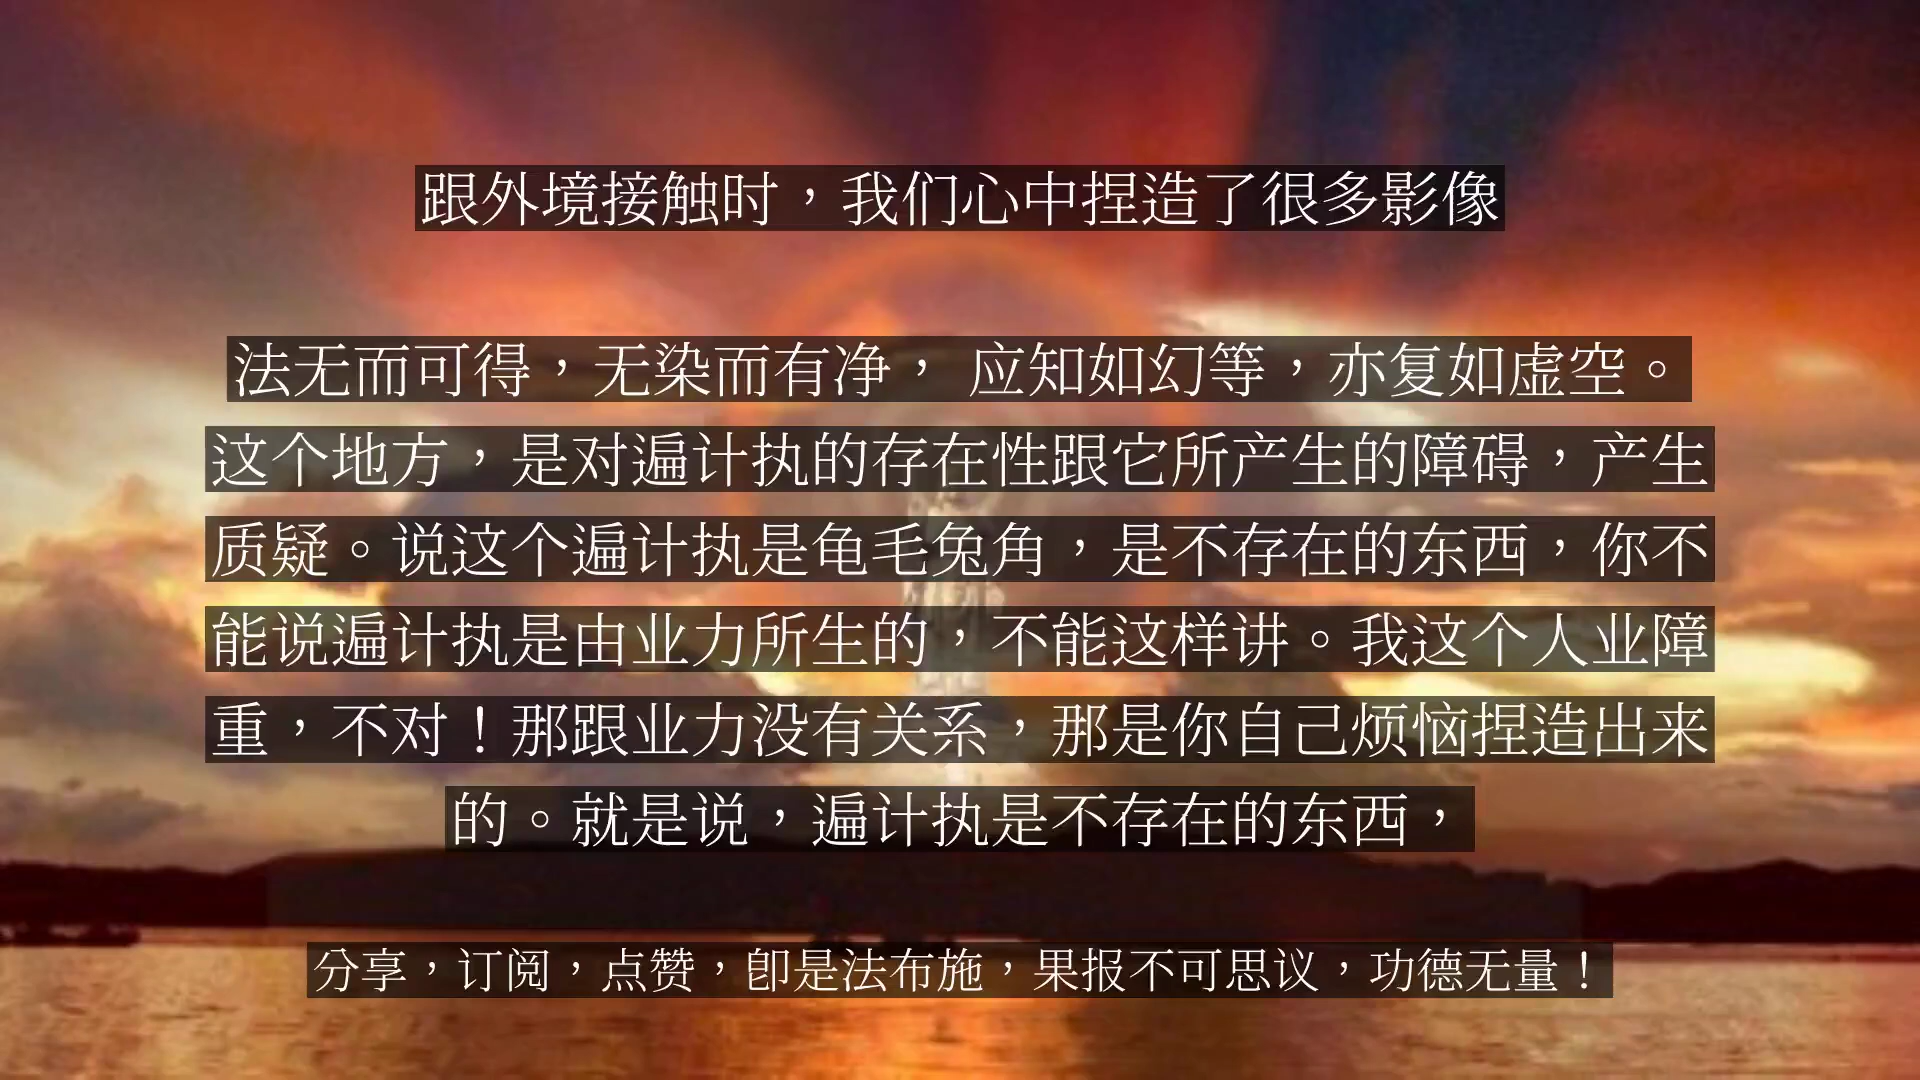 跟外境接触时，我们心中捏造了很多影像
法无而可得，无染而有净， 应知如幻等，亦复如虚空。
这个地方，是对遍计执的存在性跟它所产生的障碍，产生
质疑。说这个遍计执是龟毛兔角，是不存在的东西，你不
能说遍计执是由业力所生的，不能这样讲。我这个人业障
重，不对！那跟业力没有关系，那是你自己烦恼捏造出来
的。就是说，遍计执是不存在的东西，
分享，订阅，点赞，即是法布施，果报不可思议，功德无量！